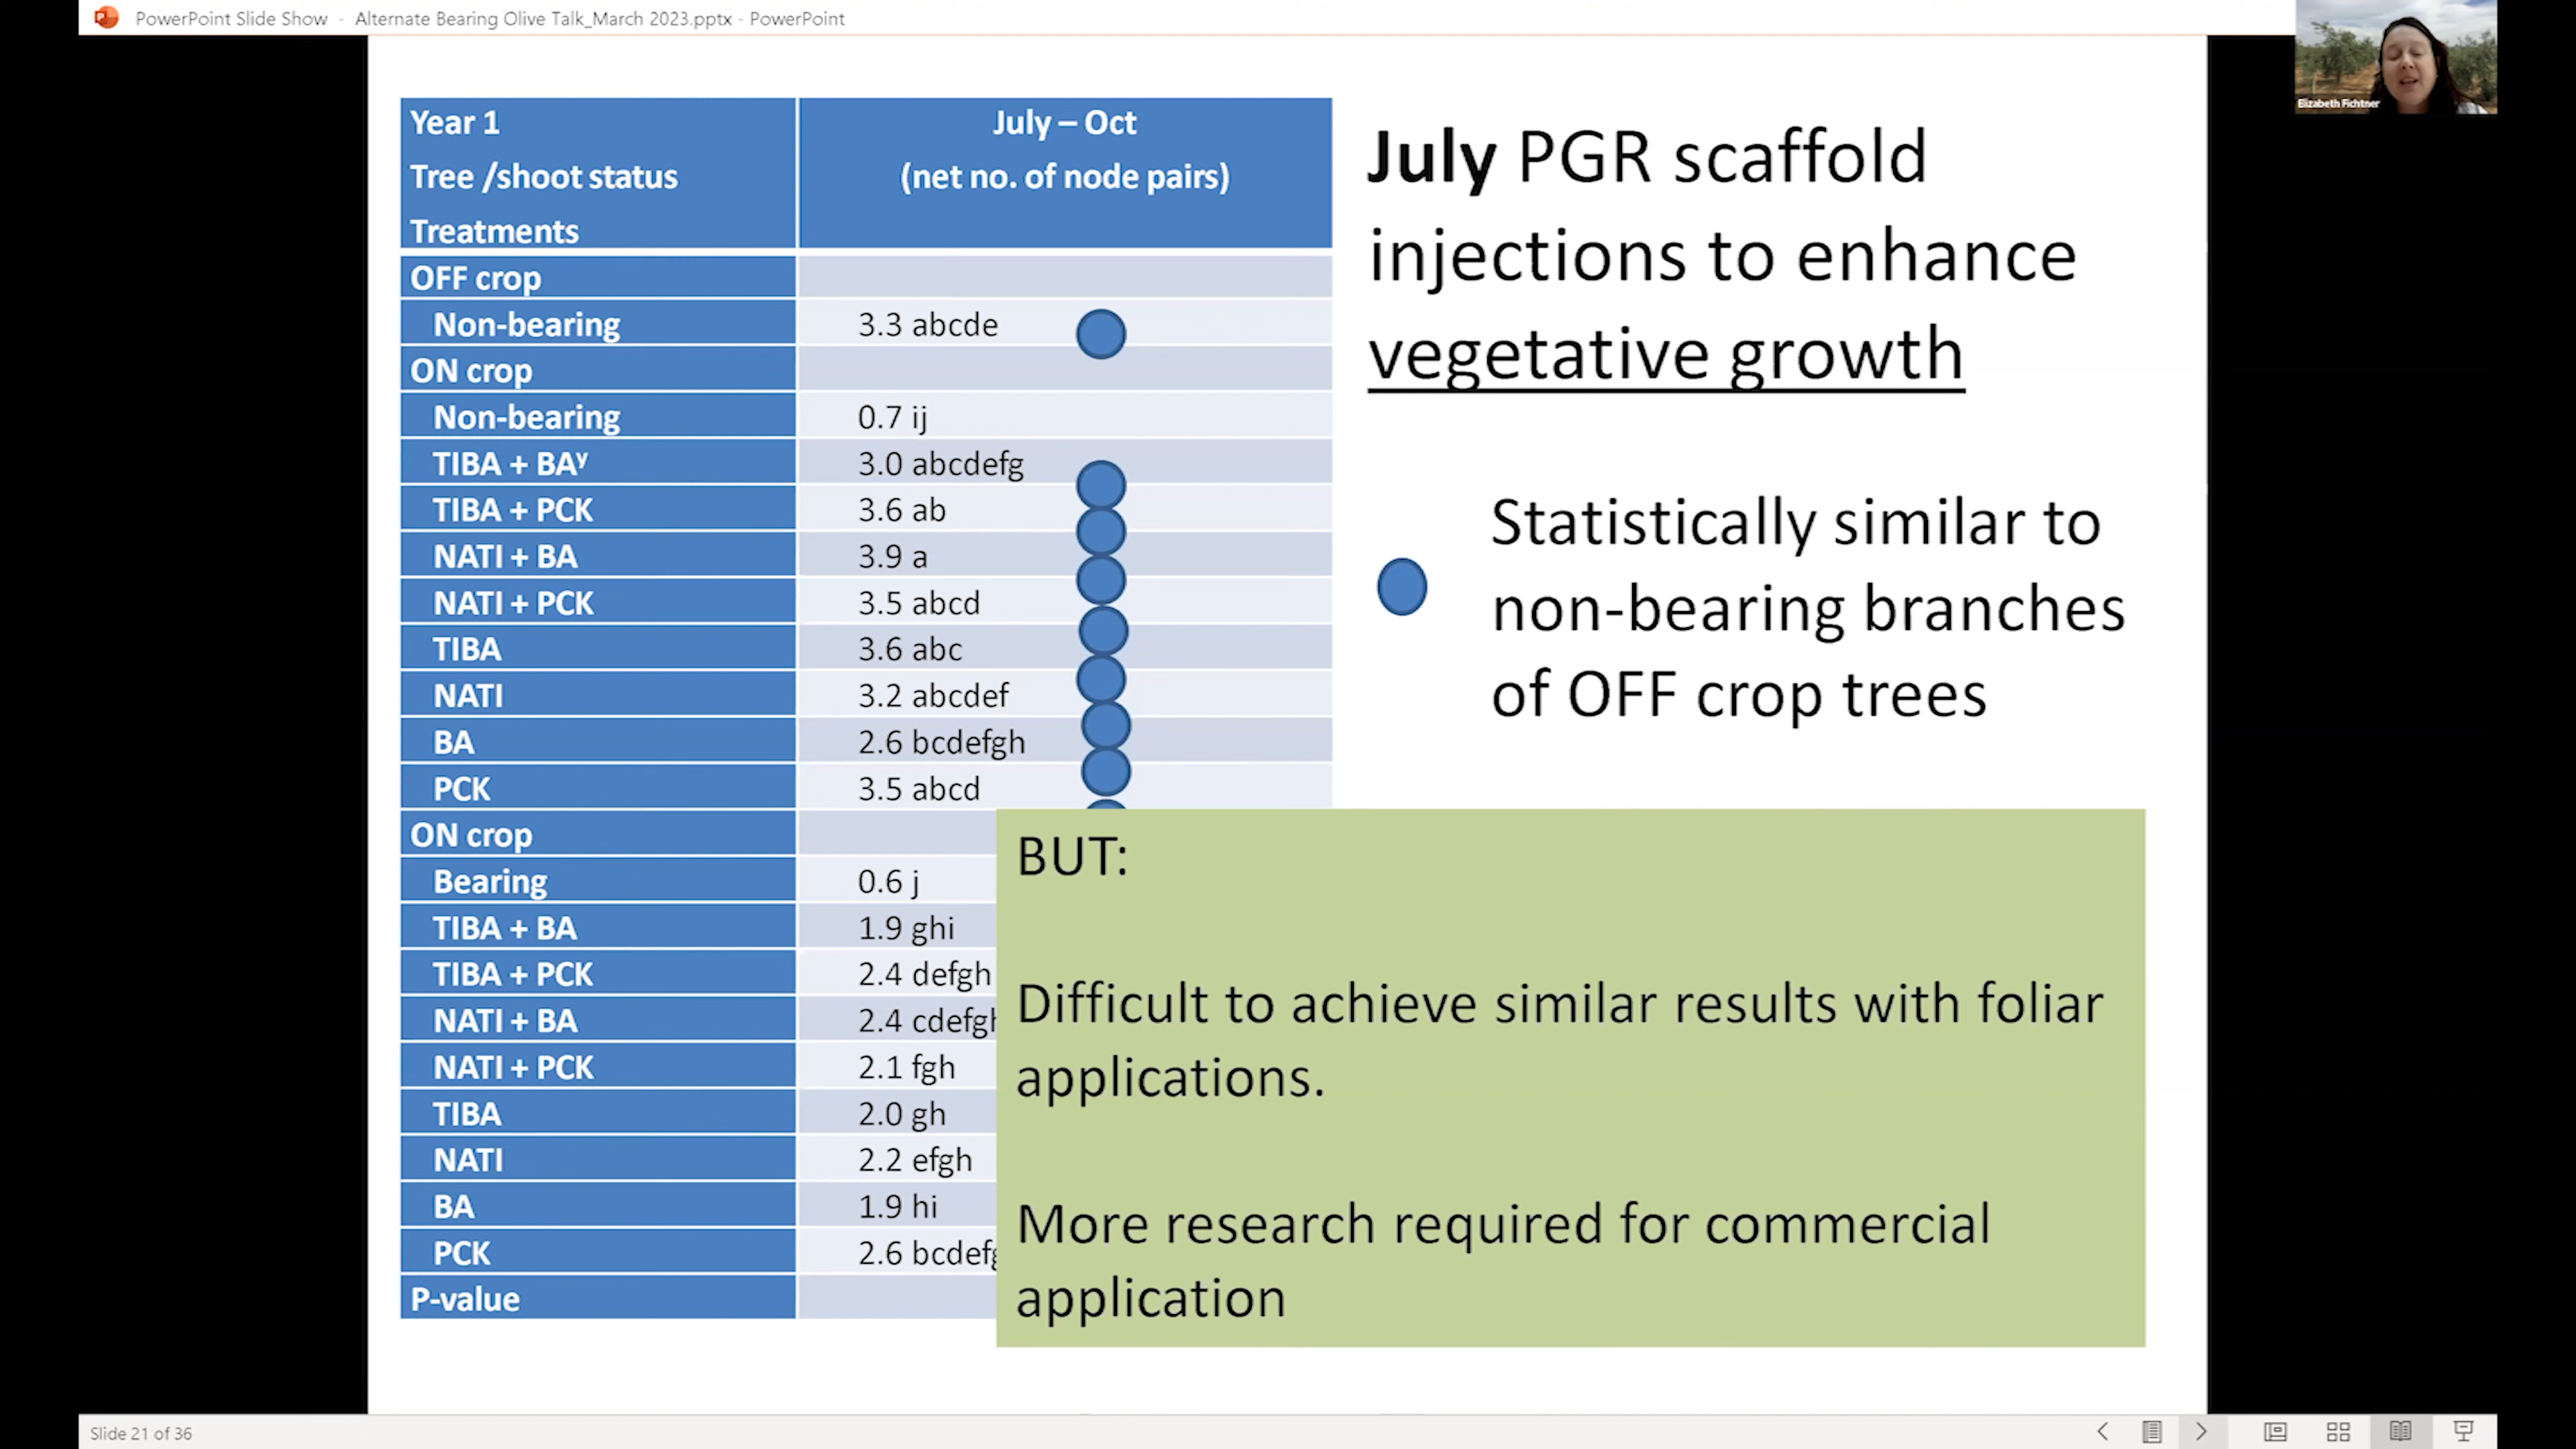 PowerPoint Slide Show - Alternate Bearing Olive Talk_March 2023.pptx - PowerPoint
Elizabeth Fichtner
Year 1
Tree /shoot status
Treatments
July – Oct
(net no. of node pairs)
OFF crop
Non-bearing 3.3 abcde
ON crop
Non-bearing 0.7 ij
TIBA + BAʸ 3.0 abcdefg
TIBA + PCK 3.6 ab
NATI + BA 3.9 a
NATI + PCK 3.5 abcd
TIBA 3.6 abc
NATI 3.2 abcdef
BA 2.6 bcdefgh
PCK 3.5 abcd
ON crop
Bearing 0.6 j
TIBA + BA 1.9 ghi
TIBA + PCK 2.4 defgh
NATI + BA 2.4 cdefgh
NATI + PCK 2.1 fgh
TIBA 2.0 gh
NATI 2.2 efgh
BA 1.9 hi
PCK 2.6
P-value
July PGR scaffold
injections to enhance
vegetative growth
Statistically similar to
non-bearing branches
of OFF crop trees
BUT:
Difficult to achieve similar results with foliar
applications.
More research required for commercial
application
Slide 21 of 36